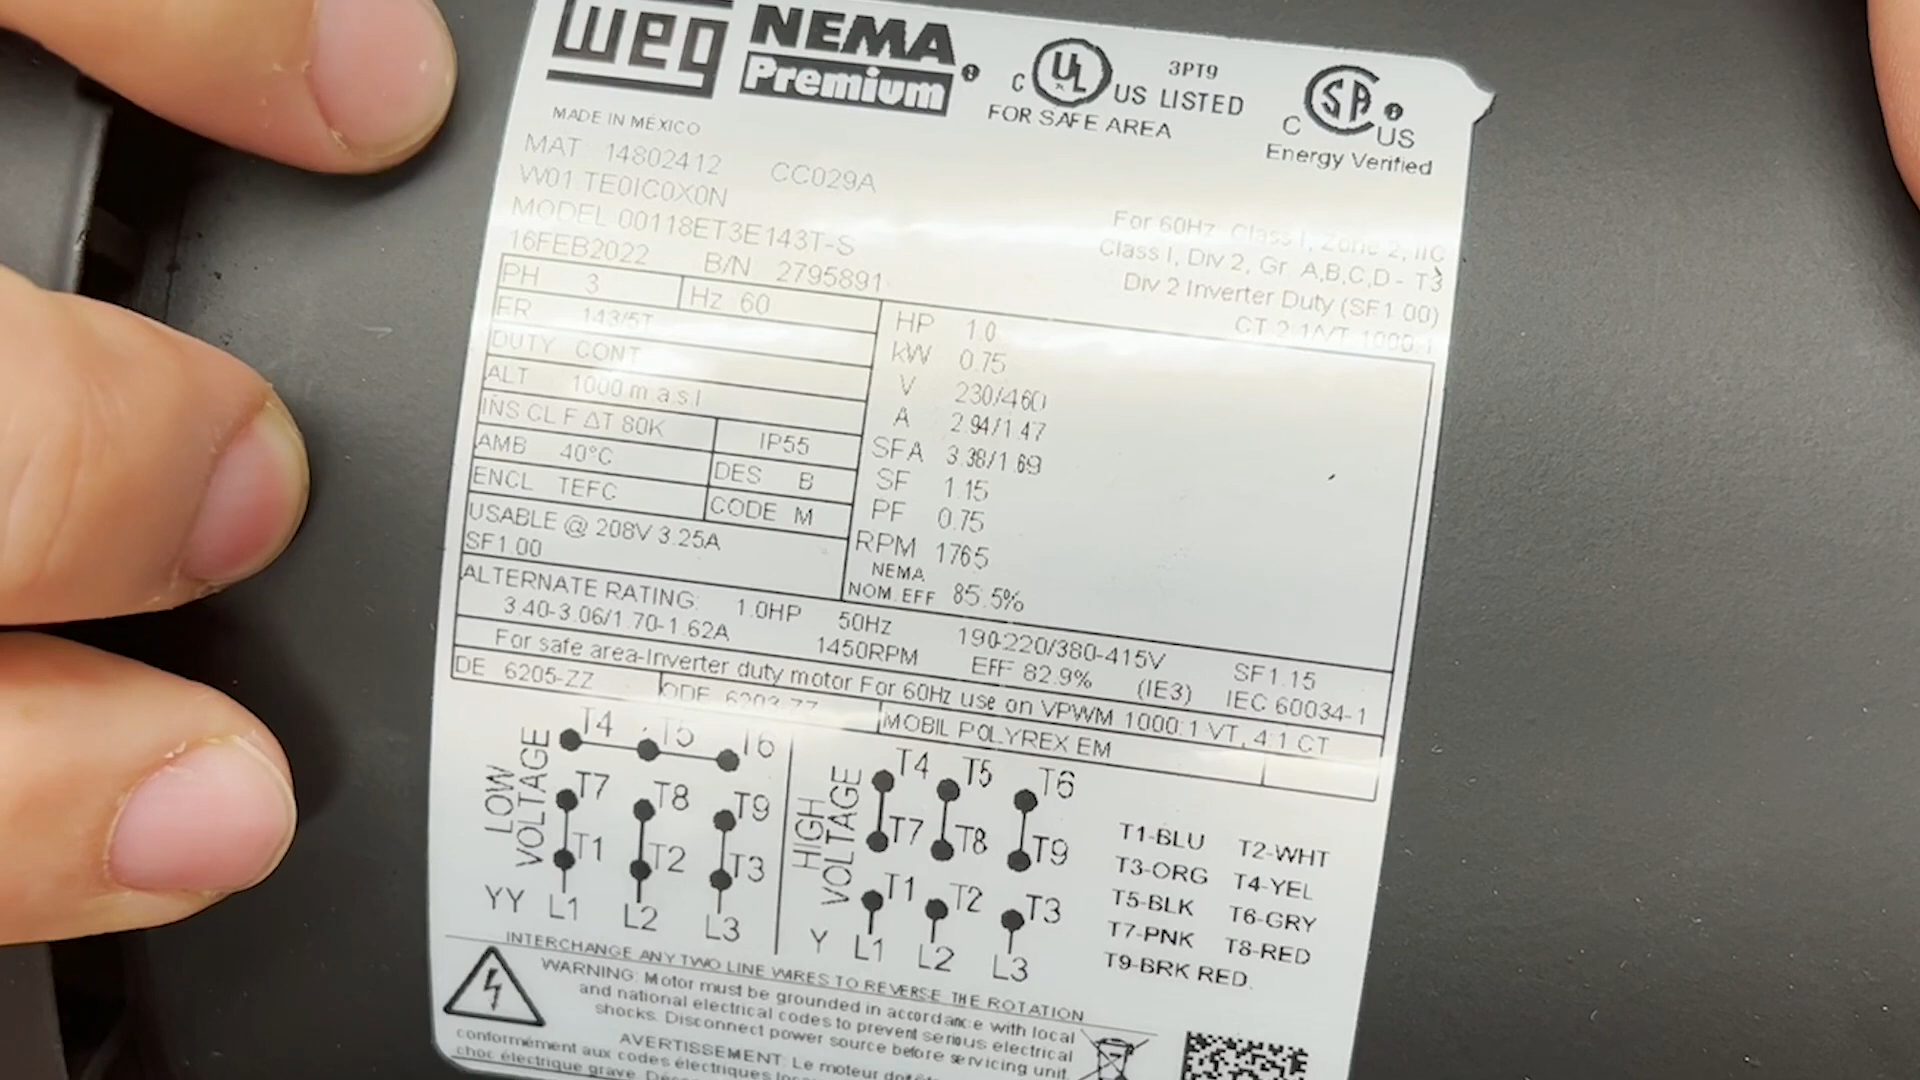 WEG
NEMA
Premium
C UL US LISTED 3PT9
FOR SAFE AREA
C SA US
Energy Verified
MADE IN MÉXICO
MAT 14802412 CC029A
W01.TE0IC0X0N
MODEL 00118ET3E143T-S
16FEB2022 B/N 2795891
For 60Hz Class I, Zone 2, IIC
Class I, Div 2, Gr. A,B,C,D - T3
Div 2 Inverter Duty (SF1.00)
CT 2:1/VT 1000:1
PH 3 Hz 60
FR 143/5T
DUTY CONT.
ALT 1000 m.a.s.l
INS CL F ΔT 80K IP55
AMB 40°C DES B
ENCL TEFC CODE M
USABLE @ 208V 3.25A
SF1.00
HP 1.0
kW 0.75
V 230/460
A 2.94/1.47
SFA 3.38/1.69
SF 1.15
PF 0.75
RPM 1765
NEMA
NOM. EFF 85.5%
ALTERNATE RATING: 1.0HP 50Hz 190-220/380-415V SF1.15
3.40-3.06/1.70-1.62A 1450RPM EFF 82.9% (IE3) IEC 60034-1
For safe area-Inverter duty motor For 60Hz use on VPWM 1000:1 VT, 4:1 CT
DE 6205-ZZ ODE 6203-ZZ MOBIL POLYREX EM
LOW
VOLTAGE
T4 T5 T6
T7 T8 T9
T1 T2 T3
YY L1 L2 L3
HIGH
VOLTAGE
T4 T5 T6
T7 T8 T9
T1 T2 T3
Y L1 L2 L3
T1-BLU T2-WHT
T3-ORG T4-YEL
T5-BLK T6-GRY
T7-PNK T8-RED
T9-BRK RED.
INTERCHANGE ANY TWO LINE WIRES TO REVERSE THE ROTATION
WARNING: Motor must be grounded in accordance with local
and national electrical codes to prevent serious electrical
shocks. Disconnect power source before servicing unit.
AVERTISSEMENT: Le moteur doit être
conformément aux codes électriques
choc électrique grave.